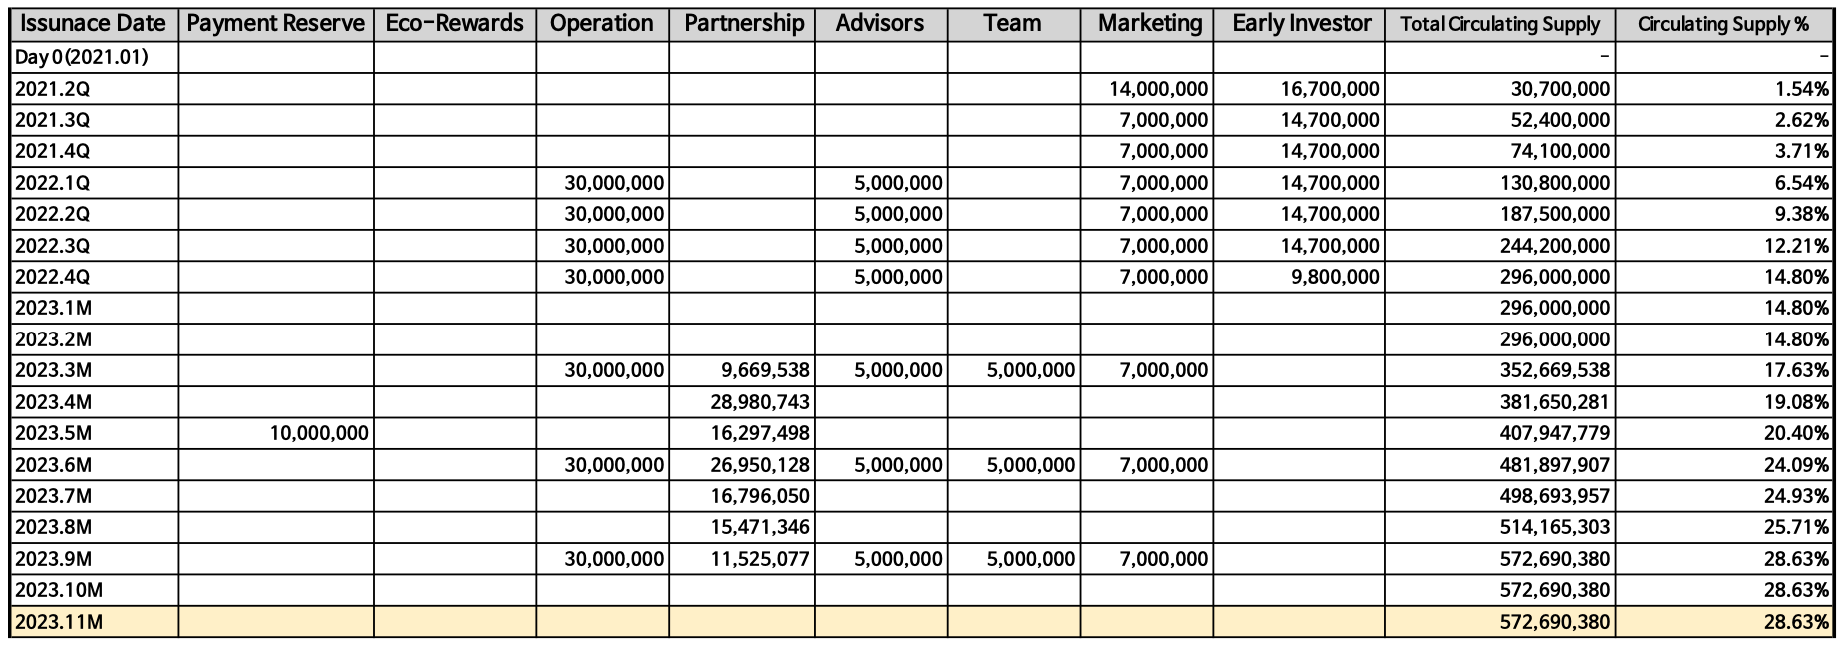 Issunace Date Payment Reserve Eco-Rewards Operation Partnership Advisors Team Marketing Early Investor Total Circulating Supply Circulating Supply %
Day 0(2021.01) - -
2021.2Q 14,000,000 16,700,000 30,700,000 1.54%
2021.3Q 7,000,000 14,700,000 52,400,000 2.62%
2021.4Q 7,000,000 14,700,000 74,100,000 3.71%
2022.1Q 30,000,000 5,000,000 7,000,000 14,700,000 130,800,000 6.54%
2022.2Q 30,000,000 5,000,000 7,000,000 14,700,000 187,500,000 9.38%
2022.3Q 30,000,000 5,000,000 7,000,000 14,700,000 244,200,000 12.21%
2022.4Q 30,000,000 5,000,000 7,000,000 9,800,000 296,000,000 14.80%
2023.1M 296,000,000 14.80%
2023.2M 296,000,000 14.80%
2023.3M 30,000,000 9,669,538 5,000,000 5,000,000 7,000,000 352,669,538 17.63%
2023.4M 28,980,743 381,650,281 19.08%
2023.5M 10,000,000 16,297,498 407,947,779 20.40%
2023.6M 30,000,000 26,950,128 5,000,000 5,000,000 7,000,000 481,897,907 24.09%
2023.7M 16,796,050 498,693,957 24.93%
2023.8M 15,471,346 514,165,303 25.71%
2023.9M 30,000,000 11,525,077 5,000,000 5,000,000 7,000,000 572,690,380 28.63%
2023.10M 572,690,380 28.63%
2023.11M 572,690,380 28.63%